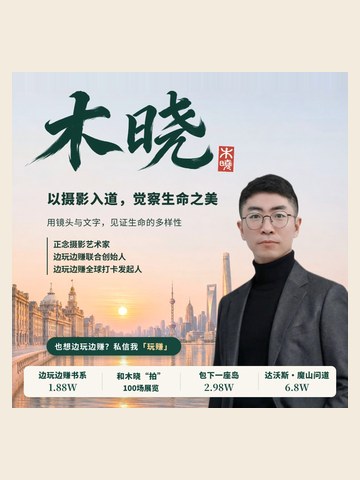 木晓
木晓
以摄影入道，觉察生命之美
用镜头与文字，见证生命的多样性
正念摄影艺术家
边玩边赚联合创始人
边玩边赚全球打卡发起人
也想边玩边赚？私信我「玩赚」
边玩边赚书系
1.88W
和木晓“拍”
100场展览
包下一座岛
2.98W
达沃斯·魔山问道
6.8W